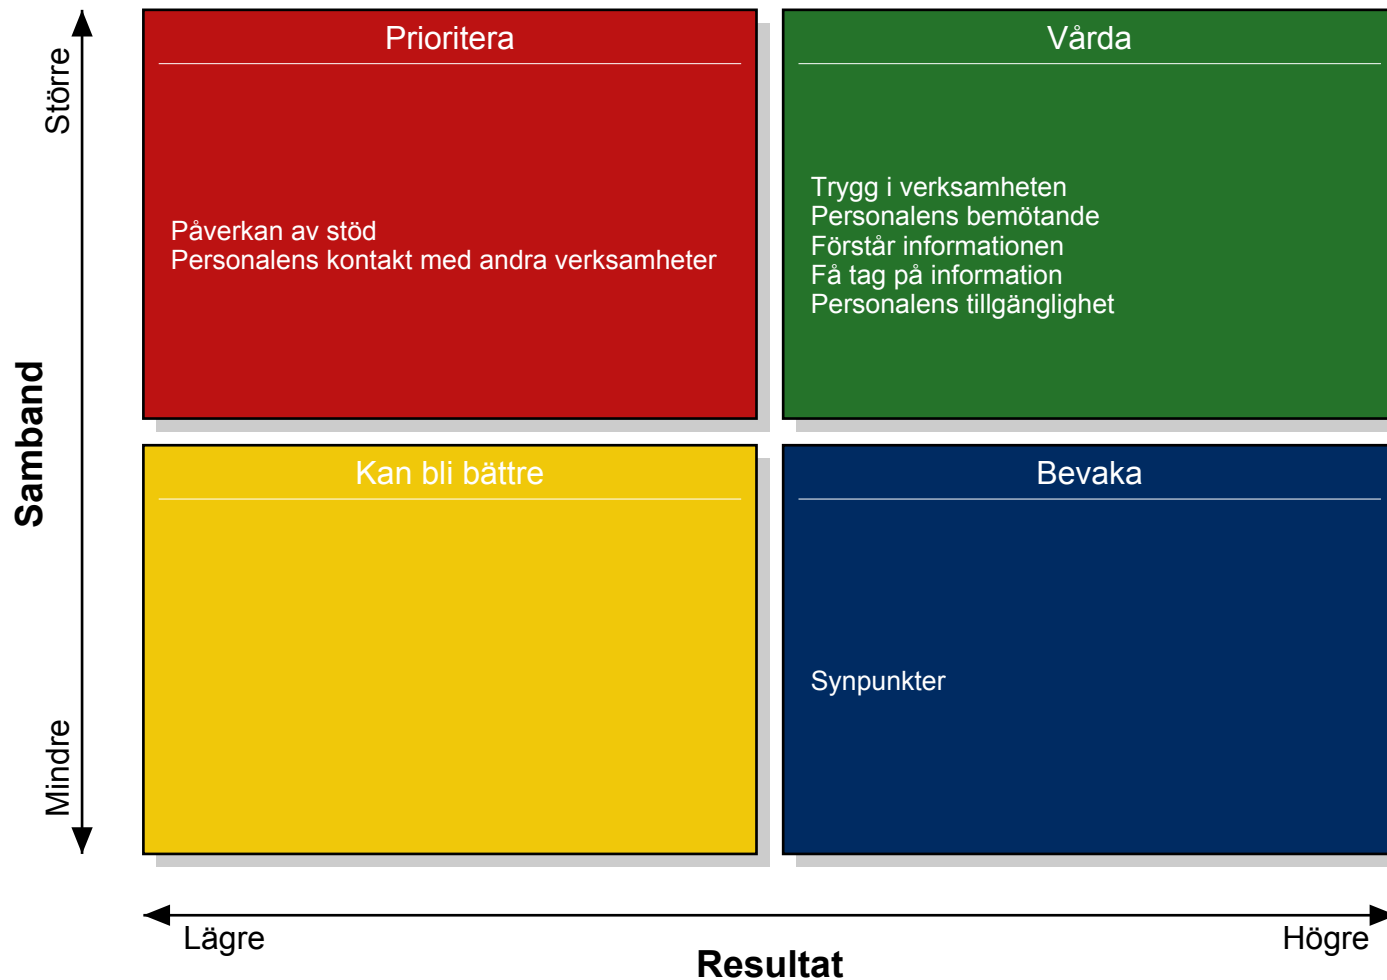 Större
Samband
Mindre
Prioritera
Påverkan av stöd
Personalens kontakt med andra verksamheter
Vårda
Trygg i verksamheten
Personalens bemötande
Förstår informationen
Få tag på information
Personalens tillgänglighet
Kan bli bättre
Bevaka
Synpunkter
Lägre
Högre
Resultat